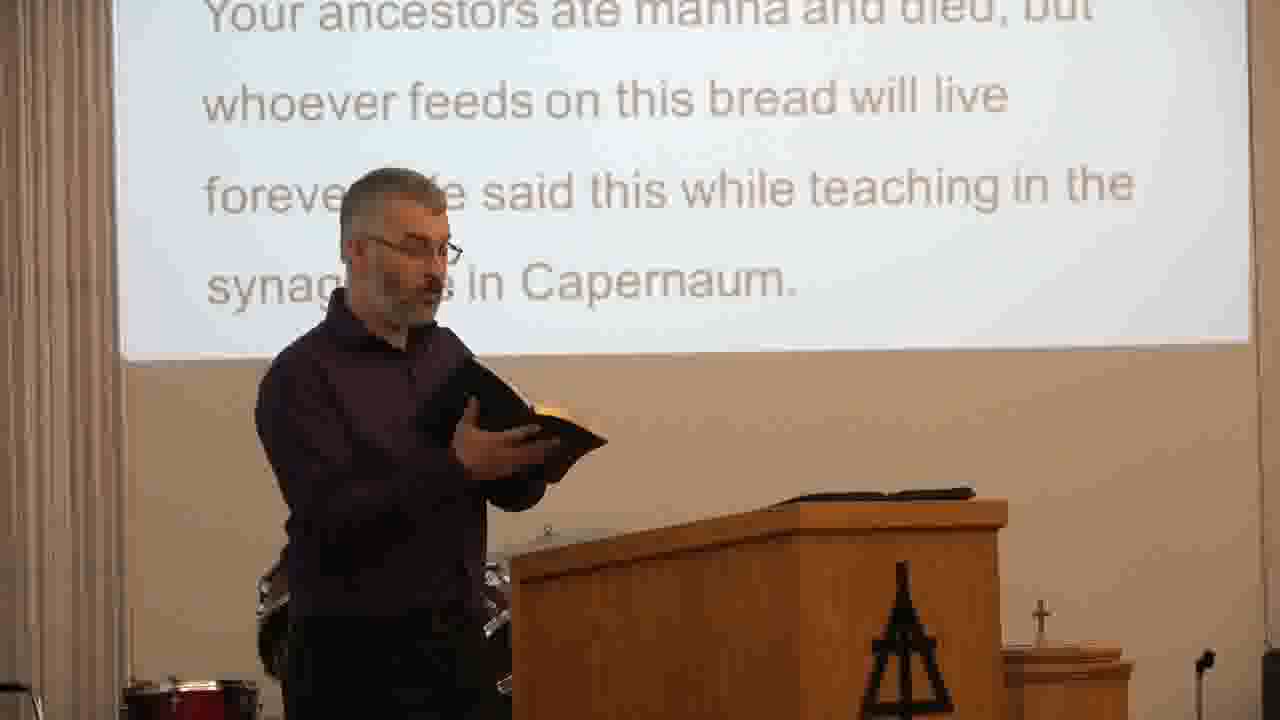 Your ancestors ate manna and died, but
whoever feeds on this bread will live
said this while teaching in the
in Capernaum.